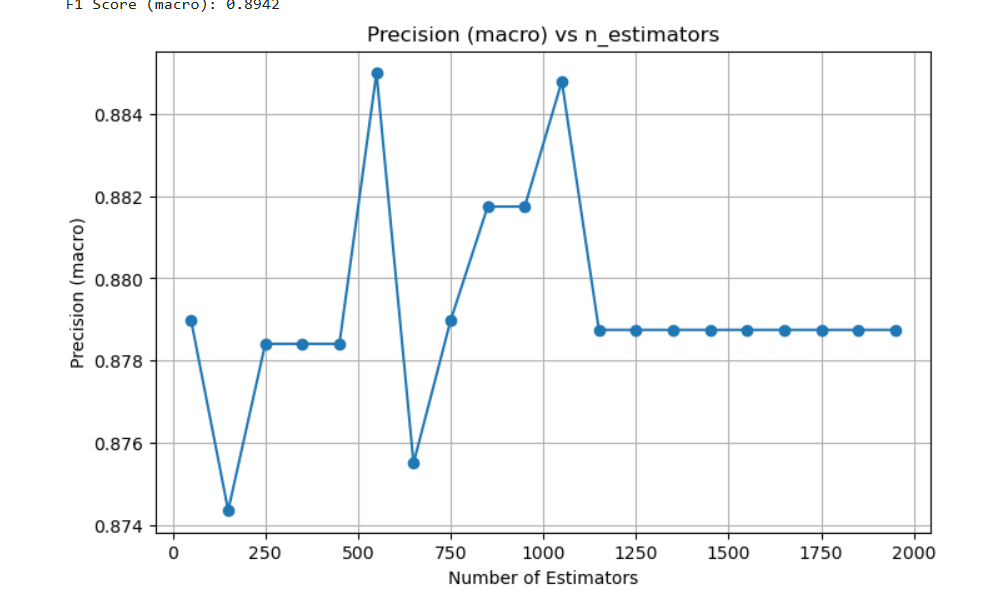 F1 Score (macro): 0.8942
Precision (macro) vs n_estimators
0.884
0.882
0.880
0.878
0.876
0.874
Precision (macro)
0 250 500 750 1000 1250 1500 1750 2000
Number of Estimators